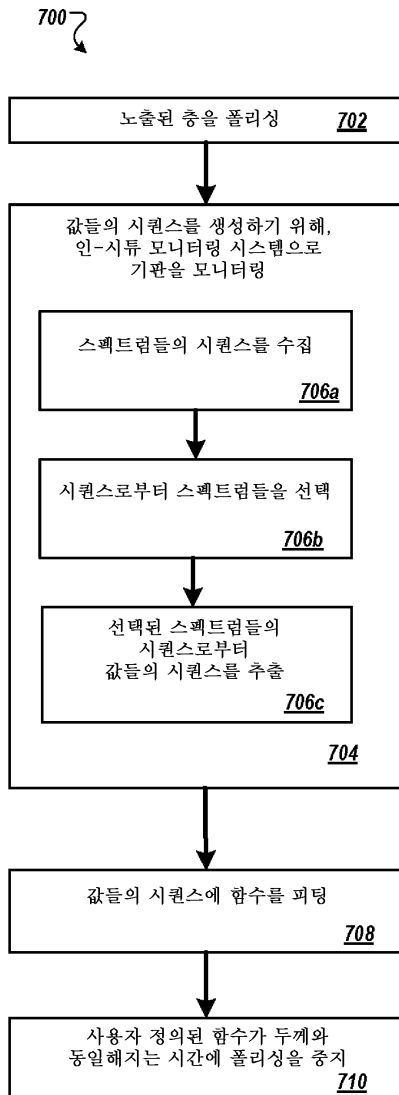 700
노출된 층을 폴리싱 702
값들의 시퀀스를 생성하기 위해,
인-시튜 모니터링 시스템으로
기판을 모니터링
스펙트럼들의 시퀀스를 수집
706a
시퀀스로부터 스펙트럼들을 선택
706b
선택된 스펙트럼들의
시퀀스로부터
값들의 시퀀스를 추출
706c
704
값들의 시퀀스에 함수를 피팅
708
사용자 정의된 함수가 두께와
동일해지는 시간에 폴리싱을 중지
710